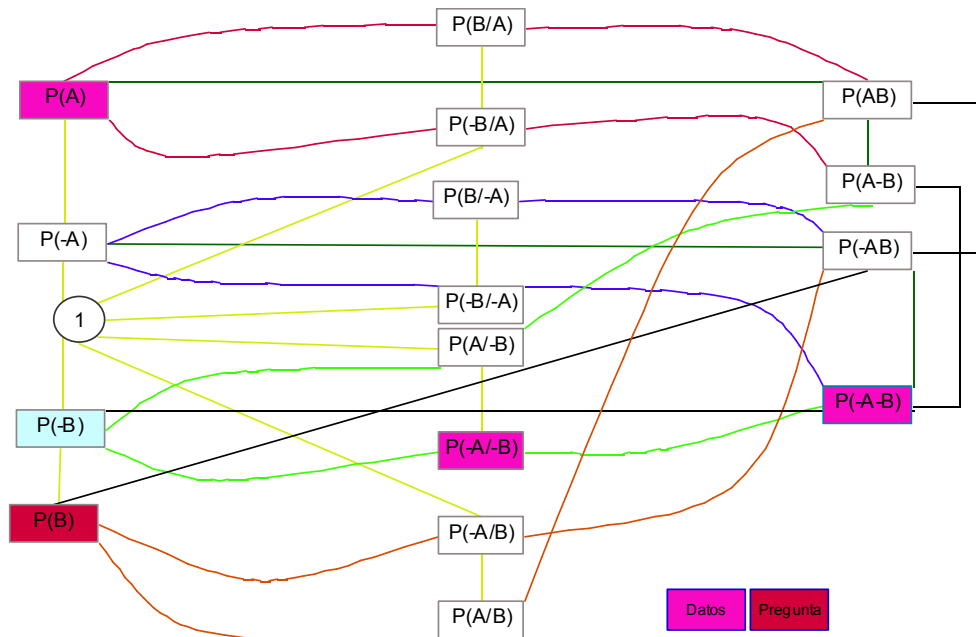 P(B/A)
P(A)
P(AB)
P(-B/A)
P(A-B)
P(B/-A)
P(-A)
P(-AB)
P(-B/-A)
1
P(A/-B)
P(-A-B)
P(-B)
P(-A/-B)
P(B)
P(-A/B)
P(A/B)
Datos
Pregunta